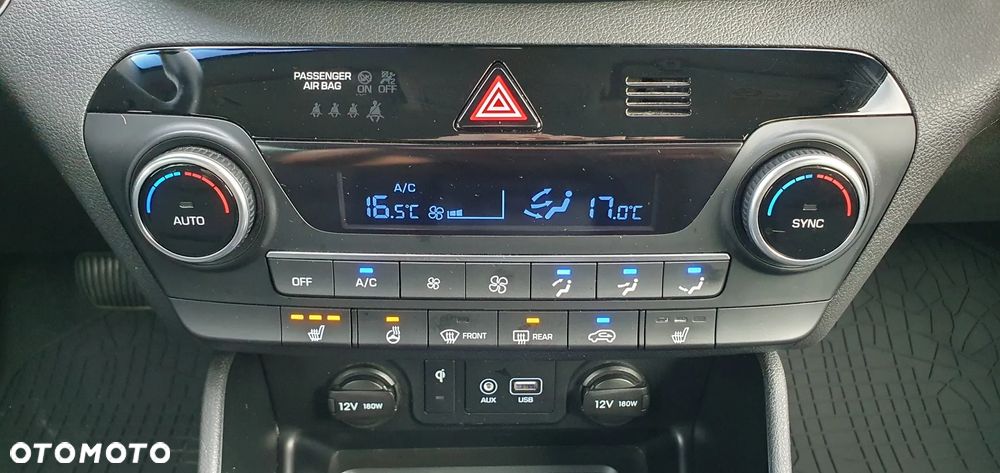 PASSENGER
AIR BAG
ON
OFF
A/C
16.5°C
17.0°C
AUTO
SYNC
OFF
A/C
FRONT
REAR
12V 180W
qi
AUX
USB
12V 180W
OTOMOTO